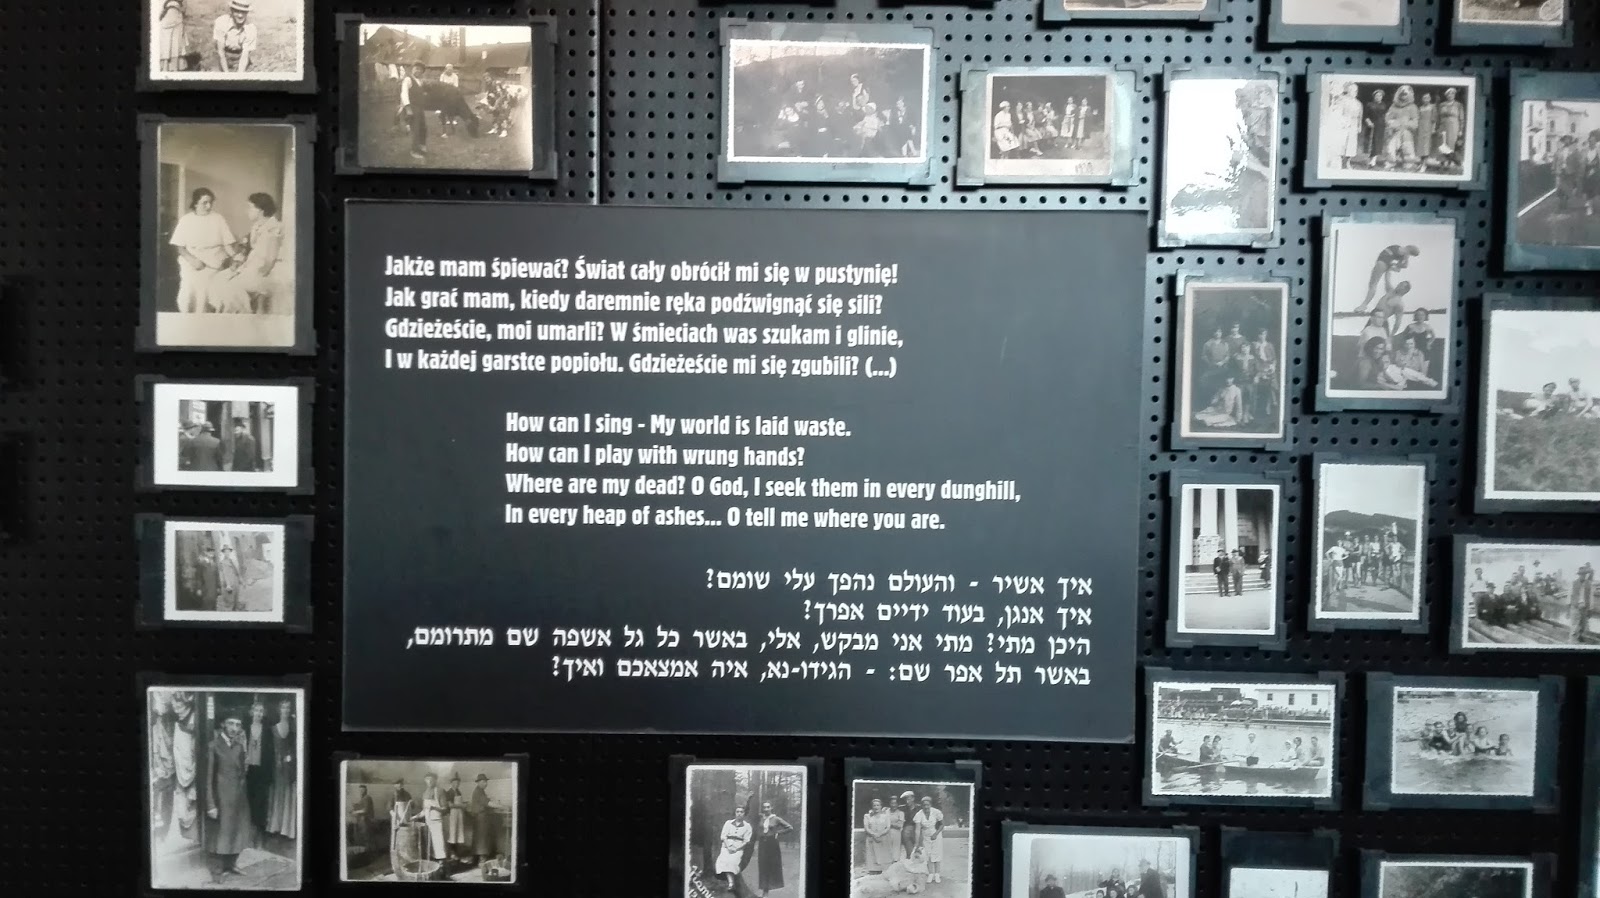 Jakże mam śpiewać? Świat cały obrócił mi się w pustynię!
Jak grać mam, kiedy daremnie ręka podźwignąć się sili?
Gdzieżeście, moi umarli? W śmieciach was szukam i glinie,
I w każdej garstce popiołu. Gdzieżeście mi się zgubili? (...)
How can I sing - My world is laid waste.
How can I play with wrung hands?
Where are my dead? O God, I seek them in every dunghill,
In every heap of ashes... O tell me where you are.
איך אשיר - והעולם נהפך עלי שומם?
איך אנגן, בעוד ידיים אפרך?
היכן מתי? מתי אני מבקש, אלי, באשר כל גל אשפה שם מתרומם,
באשר תל אפר שם: - הגידו-נא, איה אמצאכם ואיך?